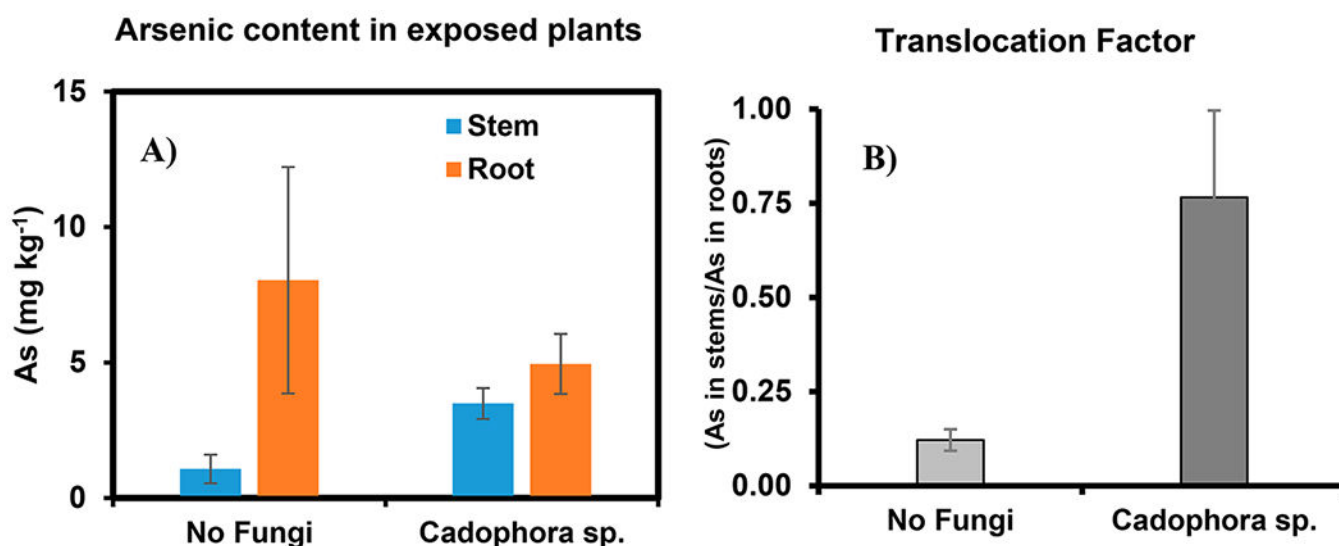 Arsenic content in exposed plants
A)
Stem
Root
As (mg kg⁻¹)
15
10
5
0
No Fungi
Cadophora sp.
Translocation Factor
B)
(As in stems/As in roots)
1.00
0.75
0.50
0.25
0.00
No Fungi
Cadophora sp.